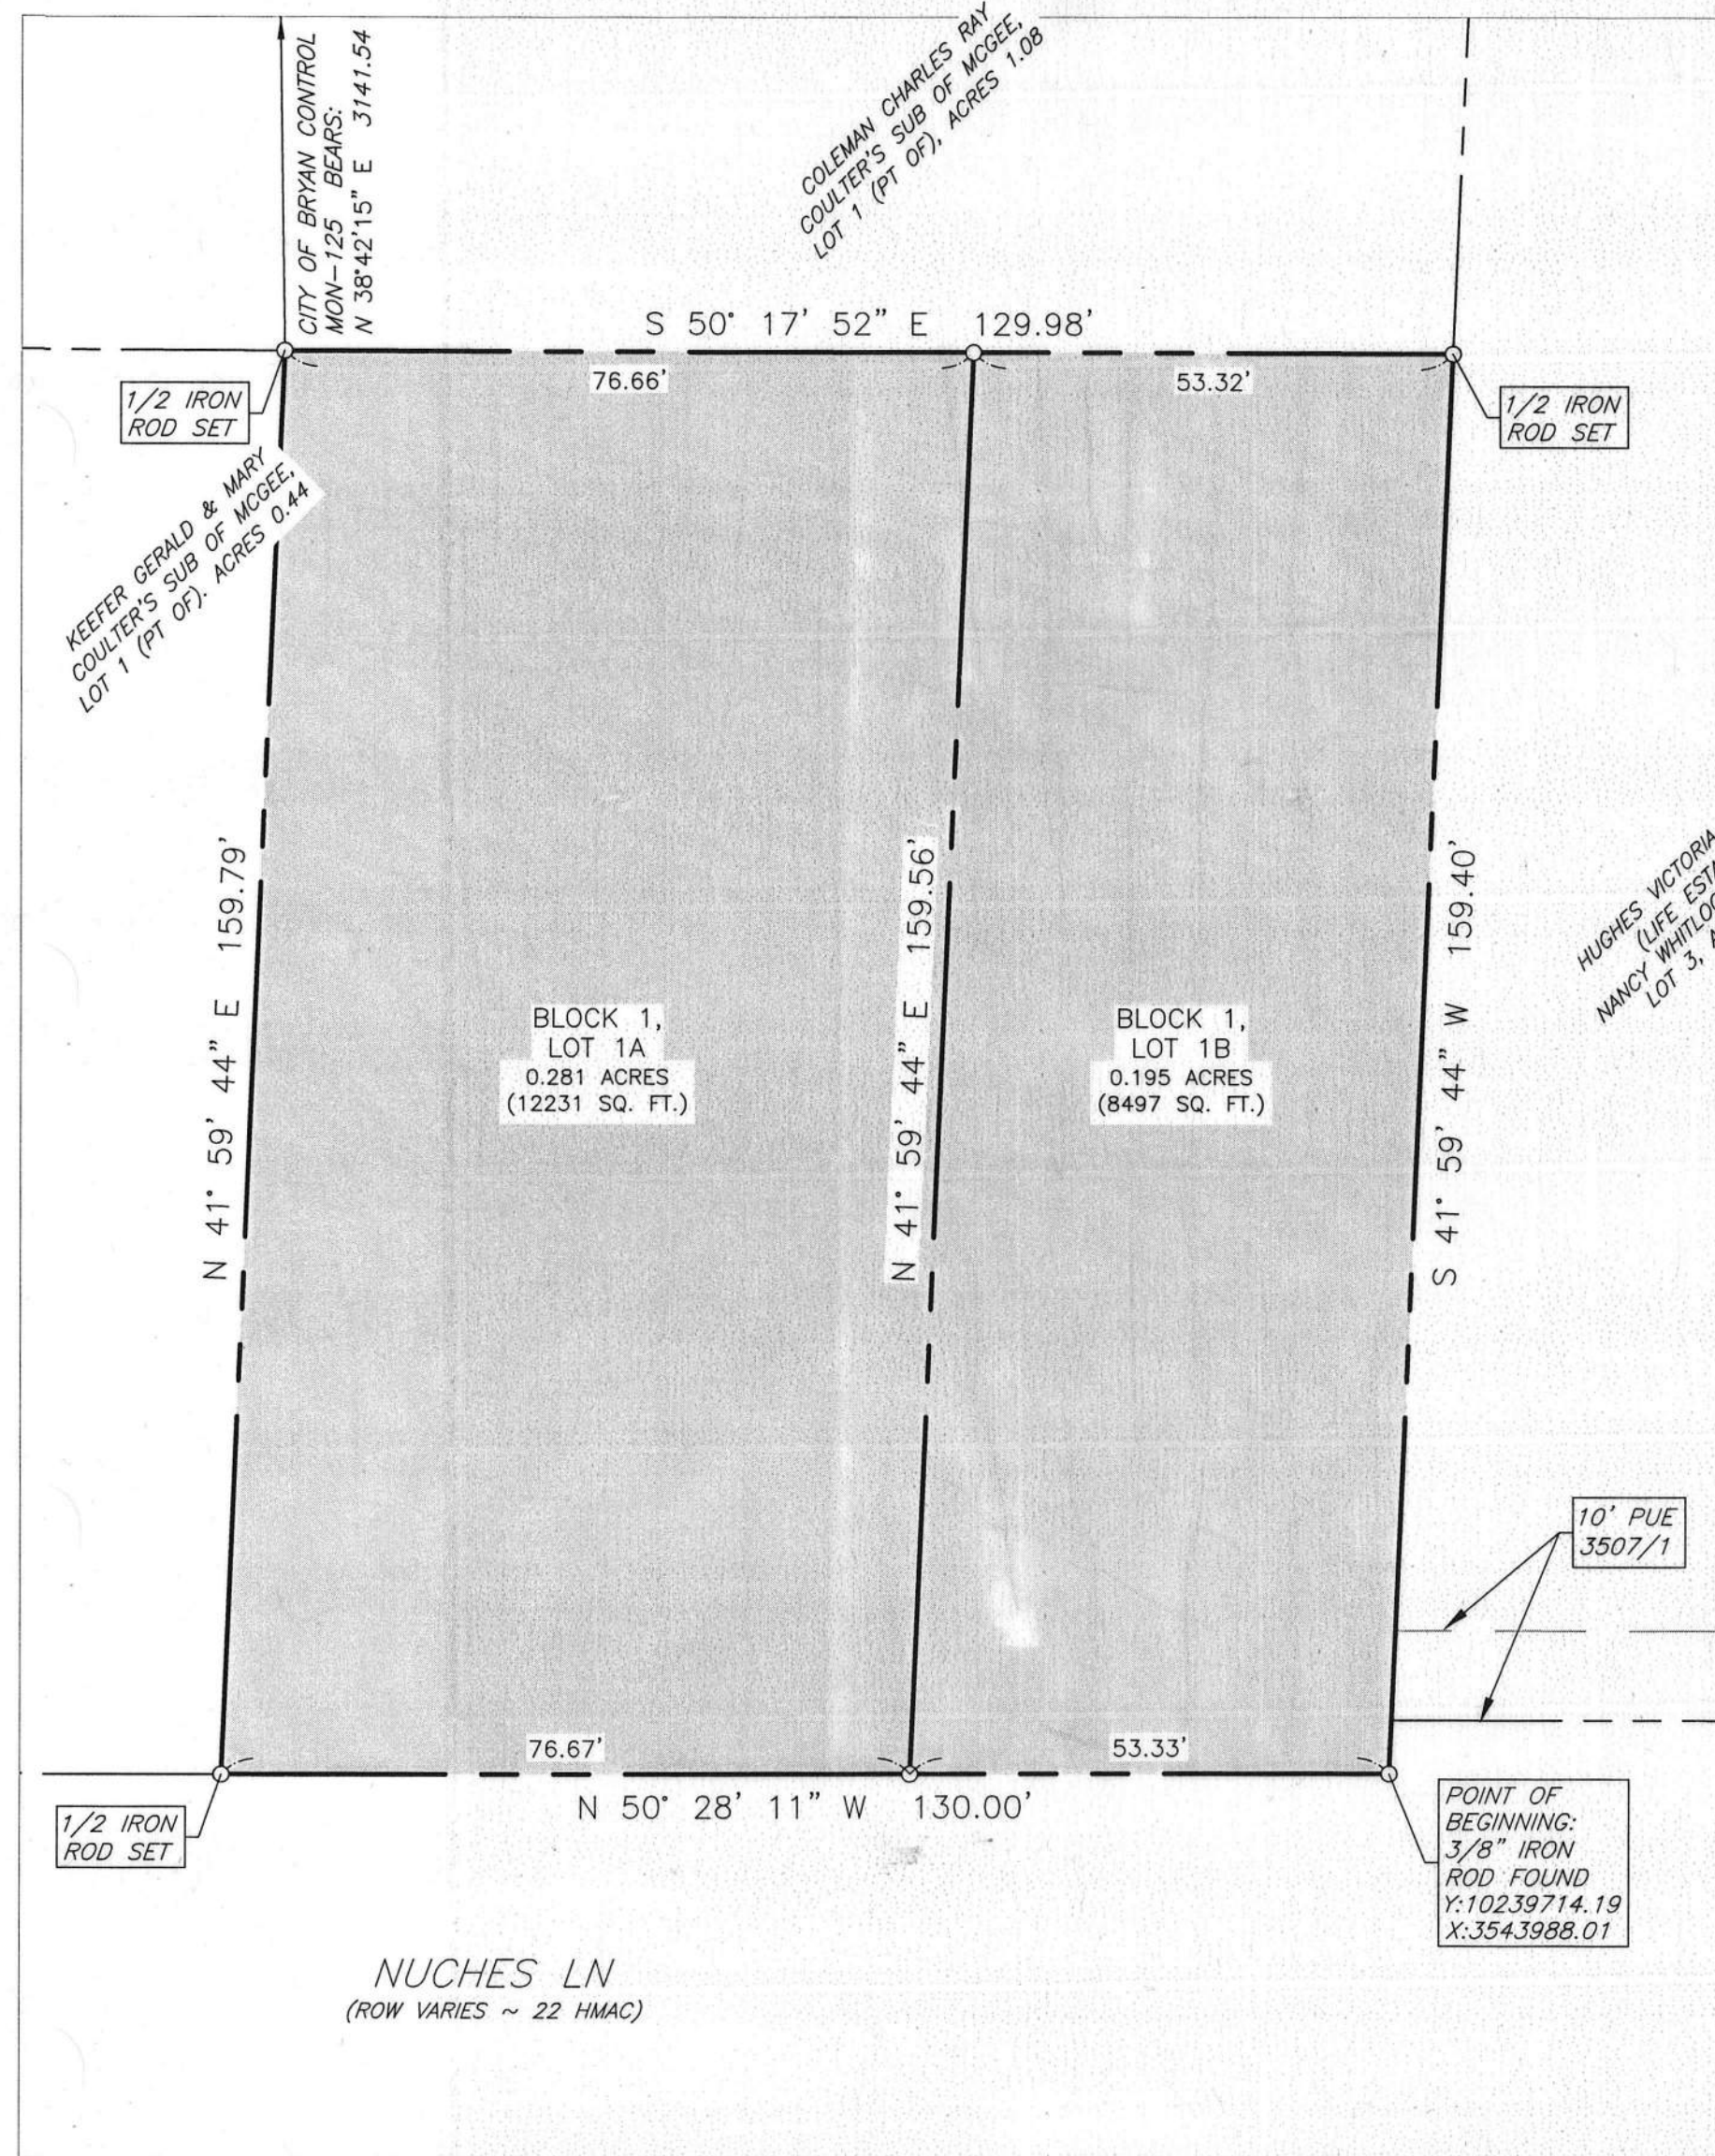 CITY OF BRYAN CONTROL
MON-125 BEARS:
N 38°42'15" E 3141.54
COLEMAN CHARLES RAY
COULTER'S SUB OF MCGEE,
LOT 1 (PT OF), ACRES 1.08
S 50° 17' 52" E 129.98'
76.66'
53.32'
1/2 IRON
ROD SET
1/2 IRON
ROD SET
KEEFER GERALD & MARY
COULTER'S SUB OF MCGEE,
LOT 1 (PT OF). ACRES 0.44
N 41° 59' 44" E 159.79'
BLOCK 1,
LOT 1A
0.281 ACRES
(12231 SQ. FT.)
N 41° 59' 44" E 159.56'
BLOCK 1,
LOT 1B
0.195 ACRES
(8497 SQ. FT.)
S 41° 59' 44" W 159.40'
HUGHES VICTORIA
(LIFE
NANCY
LOT 3,
10' PUE
3507/1
76.67'
53.33'
N 50° 28' 11" W 130.00'
1/2 IRON
ROD SET
POINT OF
BEGINNING:
3/8" IRON
ROD FOUND
Y:10239714.19
X:3543988.01
NUCHES LN
(ROW VARIES ~ 22 HMAC)